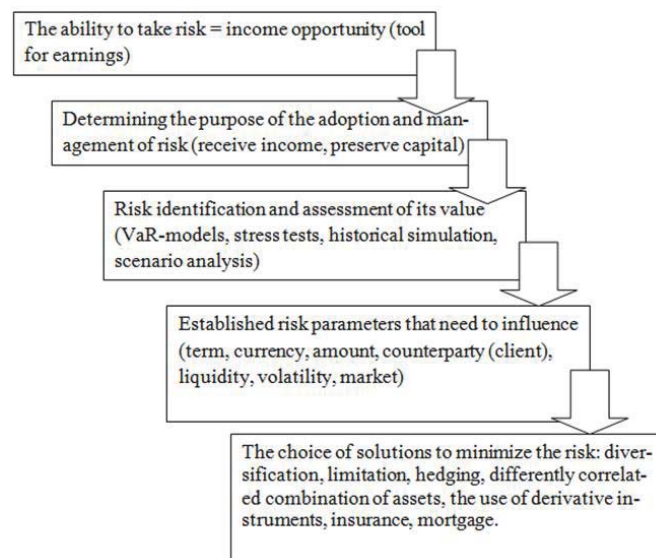 The ability to take risk = income opportunity (tool
for earnings)
Determining the purpose of the adoption and man-
agement of risk (receive income, preserve capital)
Risk identification and assessment of its value
(VaR-models, stress tests, historical simulation,
scenario analysis)
Established risk parameters that need to influence
(term, currency, amount, counterparty (client),
liquidity, volatility, market)
The choice of solutions to minimize the risk: diver-
sification, limitation, hedging, differently correlat-
ed combination of assets, the use of derivative in-
struments, insurance, mortgage.